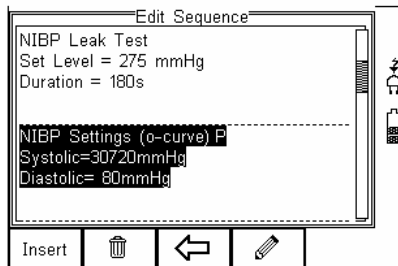 Edit Sequence
NIBP Leak Test
Set Level = 275 mmHg
Duration = 180s
NIBP Settings (o-curve) P
Systolic=30720mmHg
Diastolic= 80mmHg
Insert